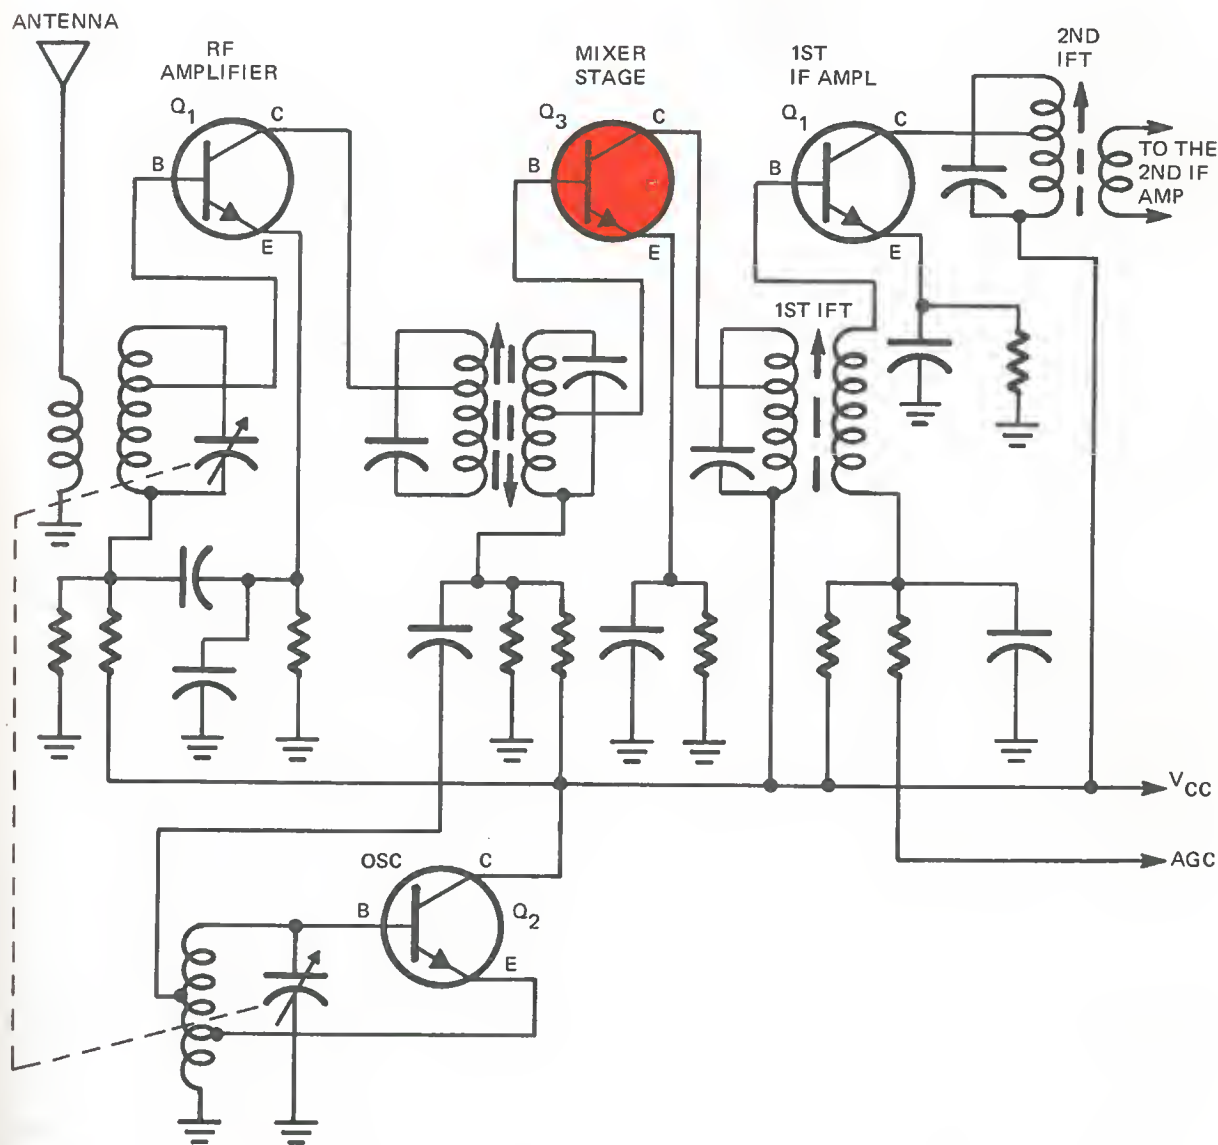 ANTENNA
RF
AMPLIFIER
Q1
C
B
E
MIXER
STAGE
Q3
C
B
E
1ST
IF AMPL
Q1
C
B
E
2ND
IFT
TO THE
2ND IF
AMP
1ST IFT
VCC
AGC
OSC
C
B
Q2
E